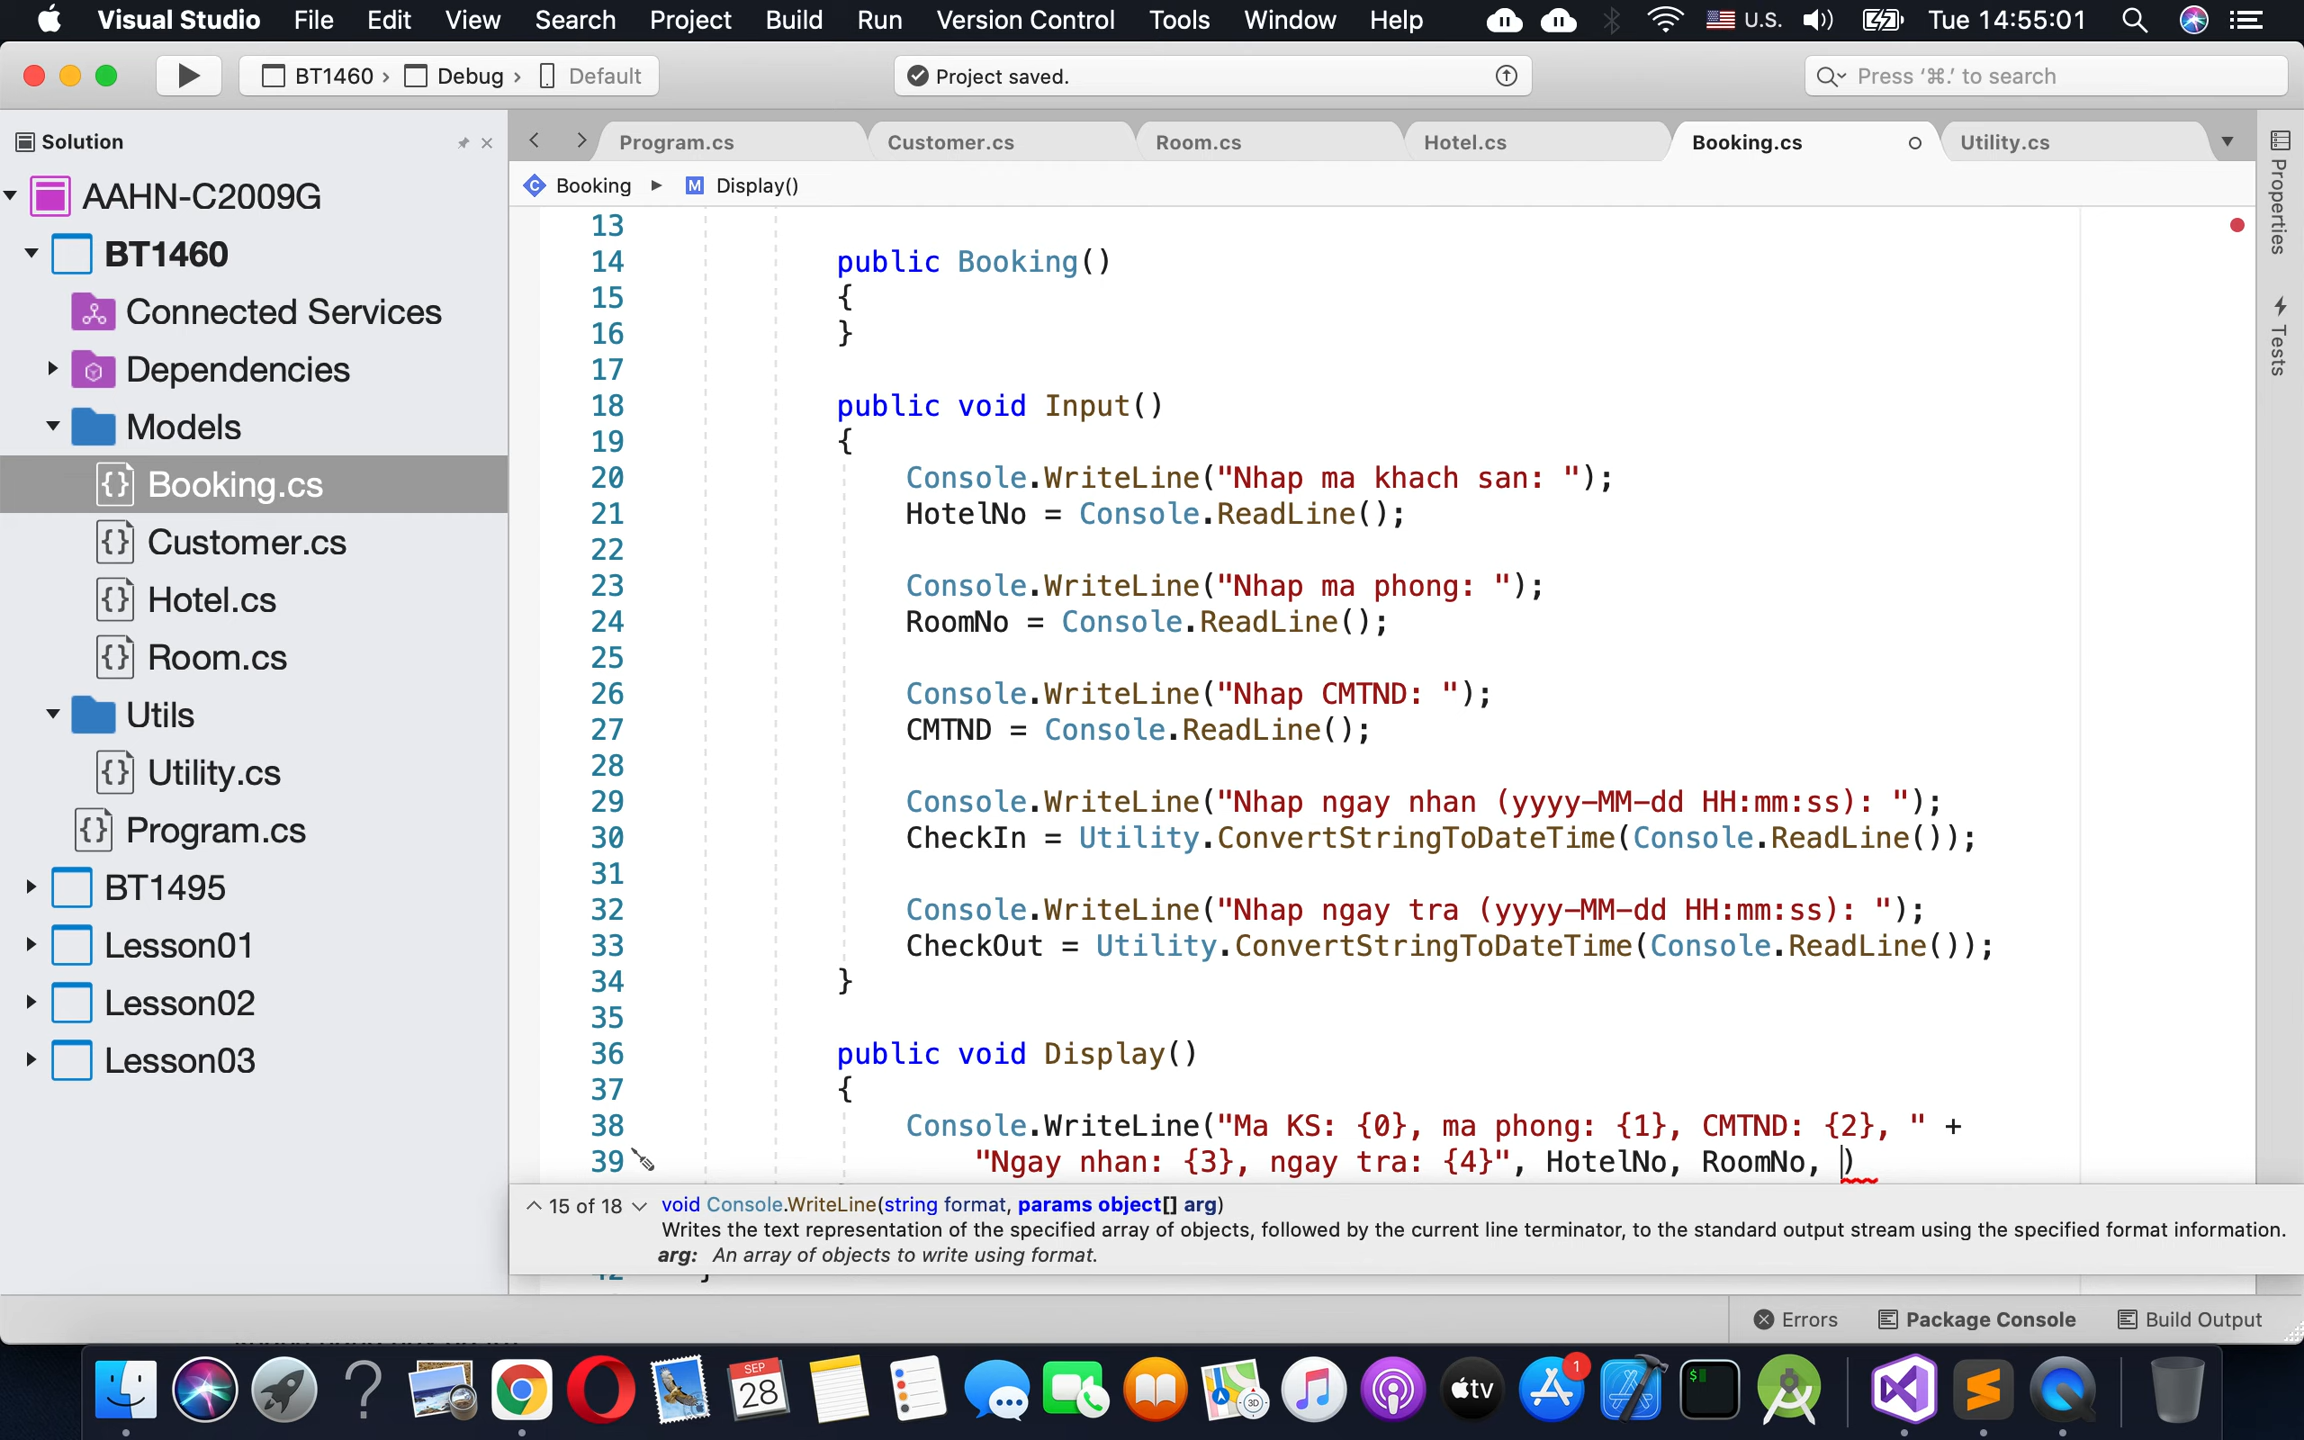 Visual Studio File Edit View Search Project Build Run Version Control Tools Window Help U.S. Tue 14:55:01
BT1460 › Debug › Default
Project saved.
Press ‘⌘.’ to search
Solution
AAHN-C2009G
BT1460
Connected Services
Dependencies
Models
Booking.cs
Customer.cs
Hotel.cs
Room.cs
Utils
Utility.cs
Program.cs
BT1495
Lesson01
Lesson02
Lesson03
Program.cs Customer.cs Room.cs Hotel.cs Booking.cs Utility.cs
Booking ▸ M Display()
13
14 public Booking()
15 {
16 }
17
18 public void Input()
19 {
20 Console.WriteLine("Nhap ma khach san: ");
21 HotelNo = Console.ReadLine();
22
23 Console.WriteLine("Nhap ma phong: ");
24 RoomNo = Console.ReadLine();
25
26 Console.WriteLine("Nhap CMTND: ");
27 CMTND = Console.ReadLine();
28
29 Console.WriteLine("Nhap ngay nhan (yyyy-MM-dd HH:mm:ss): ");
30 CheckIn = Utility.ConvertStringToDateTime(Console.ReadLine());
31
32 Console.WriteLine("Nhap ngay tra (yyyy-MM-dd HH:mm:ss): ");
33 CheckOut = Utility.ConvertStringToDateTime(Console.ReadLine());
34 }
35
36 public void Display()
37 {
38 Console.WriteLine("Ma KS: {0}, ma phong: {1}, CMTND: {2}, " +
39 "Ngay nhan: {3}, ngay tra: {4}", HotelNo, RoomNo, )
15 of 18 void Console.WriteLine(string format, params object[] arg)
Writes the text representation of the specified array of objects, followed by the current line terminator, to the standard output stream using the specified format information.
arg: An array of objects to write using format.
Properties
Tests
Errors Package Console Build Output
SEP
28
3D
tv
1
$